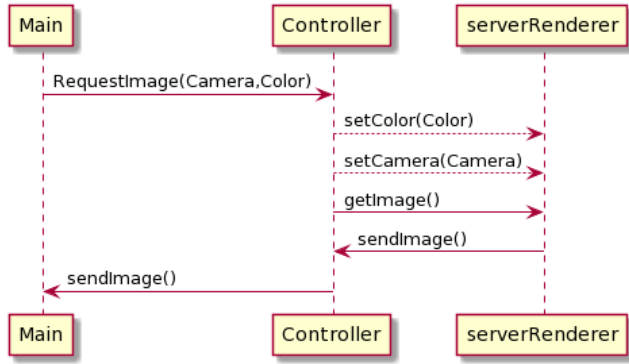 Main
Controller
serverRenderer
RequestImage(Camera,Color)
setColor(Color)
setCamera(Camera)
getImage()
sendImage()
sendImage()
Main
Controller
serverRenderer